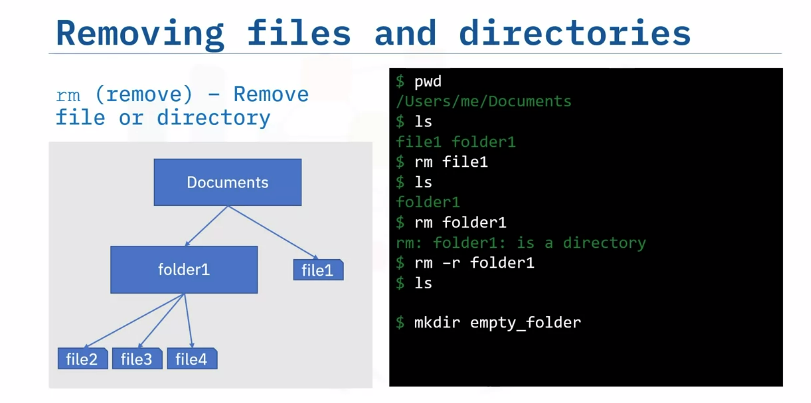 Removing files and directories
rm (remove) – Remove
file or directory
Documents
folder1
file1
file2 file3 file4
$ pwd
/Users/me/Documents
$ ls
file1 folder1
$ rm file1
$ ls
folder1
$ rm folder1
rm: folder1: is a directory
$ rm –r folder1
$ ls
$ mkdir empty_folder